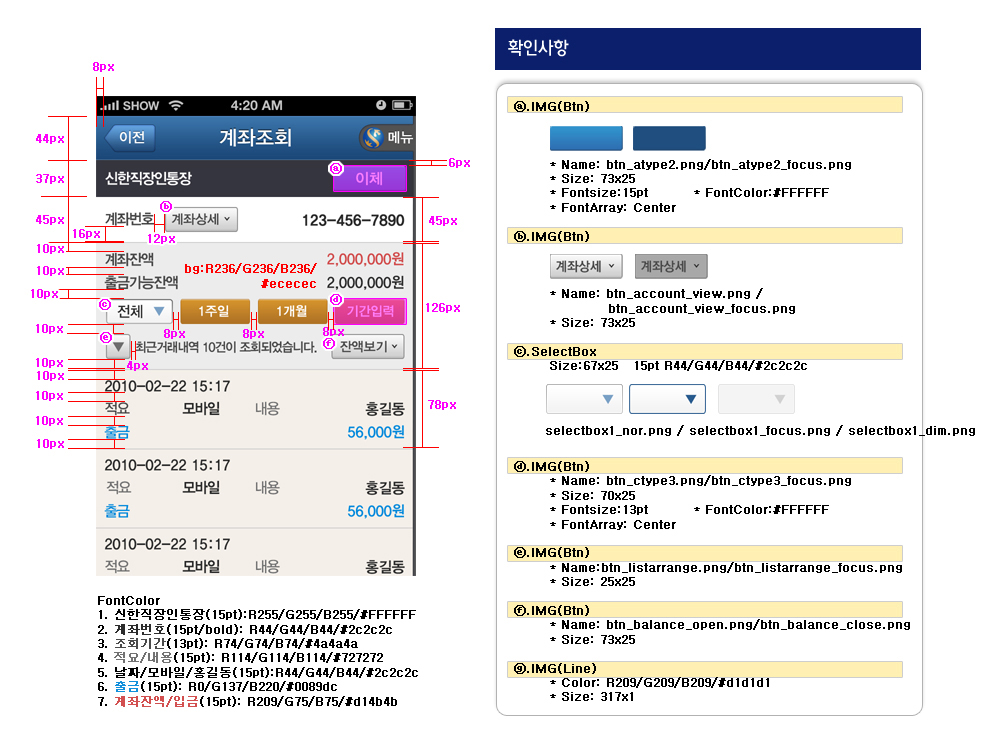 확인사항
8px
SHOW
4:20 AM
44px
이전
계좌조회
메뉴
6px
37px
신한직장인통장
ⓐ
이체
45px
ⓑ
계좌번호
계좌상세
123-456-7890
45px
16px
12px
10px
계좌잔액
2,000,000원
bg:R236/G236/B236/
#ececec
10px
출금가능잔액
2,000,000원
10px
ⓒ
전체
1주일
1개월
ⓓ
기간입력
126px
10px
8px
8px
8px
ⓔ
최근거래내역 10건이 조회되었습니다.
ⓕ
잔액보기
10px
4px
10px
2010-02-22 15:17
10px
적요
모바일
내용
홍길동
78px
10px
출금
56,000원
10px
2010-02-22 15:17
적요
모바일
내용
홍길동
출금
56,000원
2010-02-22 15:17
적요
모바일
내용
홍길동
FontColor
1. 신한직장인통장(15pt):R255/G255/B255/#FFFFFF
2. 계좌번호(15pt/bold): R44/G44/B44/#2c2c2c
3. 조회기간(13pt): R74/G74/B74/#4a4a4a
4. 적요/내용(15pt): R114/G114/B114/#727272
5. 날짜/모바일/홍길동(15pt):R44/G44/B44/#2c2c2c
6. 출금(15pt): R0/G137/B220/#0089dc
7. 계좌잔액/입금(15pt): R209/G75/B75/#d14b4b
ⓐ.IMG(Btn)
* Name: btn_atype2.png/btn_atype2_focus.png
* Size: 73x25
* Fontsize:15pt * FontColor:#FFFFFF
* FontArray: Center
ⓑ.IMG(Btn)
계좌상세
계좌상세
* Name: btn_account_view.png /
btn_account_view_focus.png
* Size: 73x25
ⓒ.SelectBox
Size:67x25 15pt R44/G44/B44/#2c2c2c
selectbox1_nor.png / selectbox1_focus.png / selectbox1_dim.png
ⓓ.IMG(Btn)
* Name: btn_ctype3.png/btn_ctype3_focus.png
* Size: 70x25
* Fontsize:13pt * FontColor:#FFFFFF
* FontArray: Center
ⓔ.IMG(Btn)
* Name:btn_listarrange.png/btn_listarrange_focus.png
* Size: 25x25
ⓕ.IMG(Btn)
* Name: btn_balance_open.png/btn_balance_close.png
* Size: 73x25
ⓖ.IMG(Line)
* Color: R209/G209/B209/#d1d1d1
* Size: 317x1